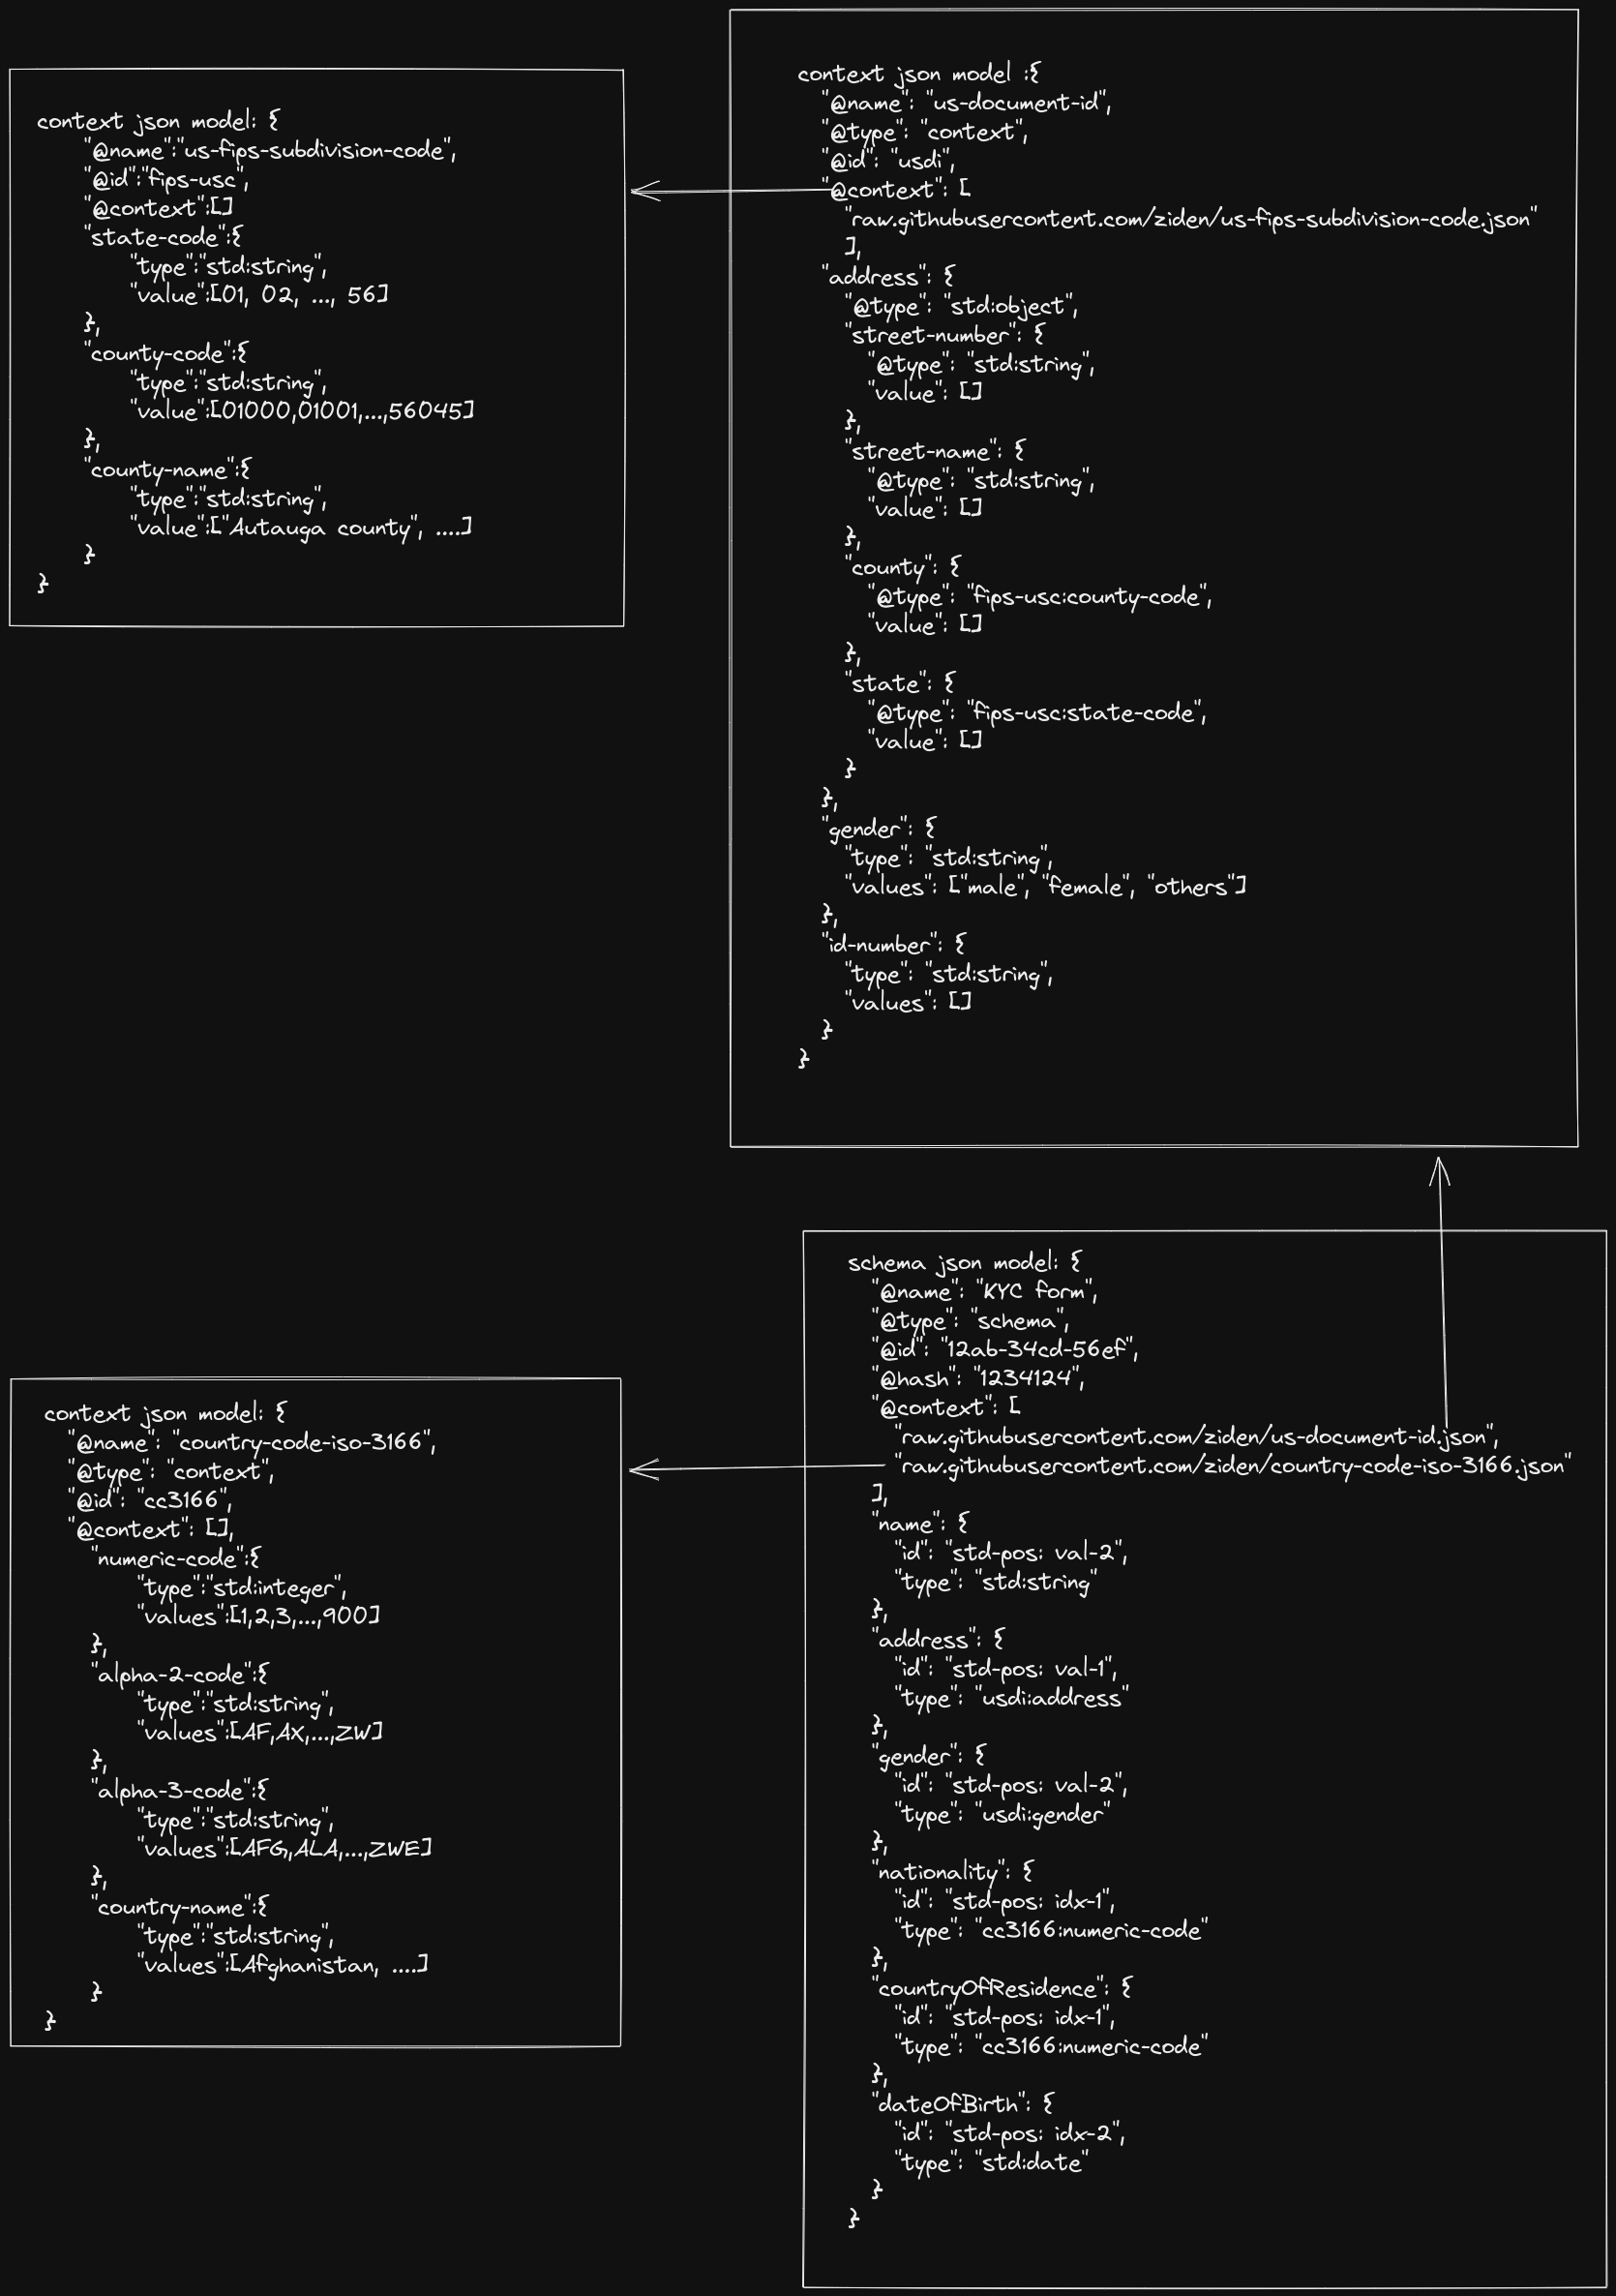 context json model: {
"@name":"us-fips-subdivision-code",
"@id":"fips-usc",
"@context":[]
"state-code":{
"type":"std:string",
"value":[01, 02, ..., 56]
},
"county-code":{
"type":"std:string",
"value":[01000,01001,...,56045]
},
"county-name":{
"type":"std:string",
"value":["Autauga county", ....]
}
}
context json model :{
"@name": "us-document-id",
"@type": "context",
"@id": "usdi",
"@context": [
"raw.githubusercontent.com/ziden/us-fips-subdivision-code.json"
],
"address": {
"@type": "std:object",
"street-number": {
"@type": "std:string",
"value": []
},
"street-name": {
"@type": "std:string",
"value": []
},
"county": {
"@type": "fips-usc:county-code",
"value": []
},
"state": {
"@type": "fips-usc:state-code",
"value": []
}
},
"gender": {
"type": "std:string",
"values": ["male", "female", "others"]
},
"id-number": {
"type": "std:string",
"values": []
}
}
context json model: {
"@name": "country-code-iso-3166",
"@type": "context",
"@id": "cc3166",
"@context": [],
"numeric-code":{
"type":"std:integer",
"values":[1,2,3,...,900]
},
"alpha-2-code":{
"type":"std:string",
"values":[AF,AX,...,ZW]
},
"alpha-3-code":{
"type":"std:string",
"values":[AFG,ALA,...,ZWE]
},
"country-name":{
"type":"std:string",
"values":[Afghanistan, ....]
}
}
schema json model: {
"@name": "KYC form",
"@type": "schema",
"@id": "12ab-34cd-56ef",
"@hash": "1234124",
"@context": [
"raw.githubusercontent.com/ziden/us-document-id.json",
"raw.githubusercontent.com/ziden/country-code-iso-3166.json"
],
"name": {
"id": "std-pos: val-2",
"type": "std:string"
},
"address": {
"id": "std-pos: val-1",
"type": "usdi:address"
},
"gender": {
"id": "std-pos: val-2",
"type": "usdi:gender"
},
"nationality": {
"id": "std-pos: idx-1",
"type": "cc3166:numeric-code"
},
"countryOfResidence": {
"id": "std-pos: idx-1",
"type": "cc3166:numeric-code"
},
"dateOfBirth": {
"id": "std-pos: idx-2",
"type": "std:date"
}
}